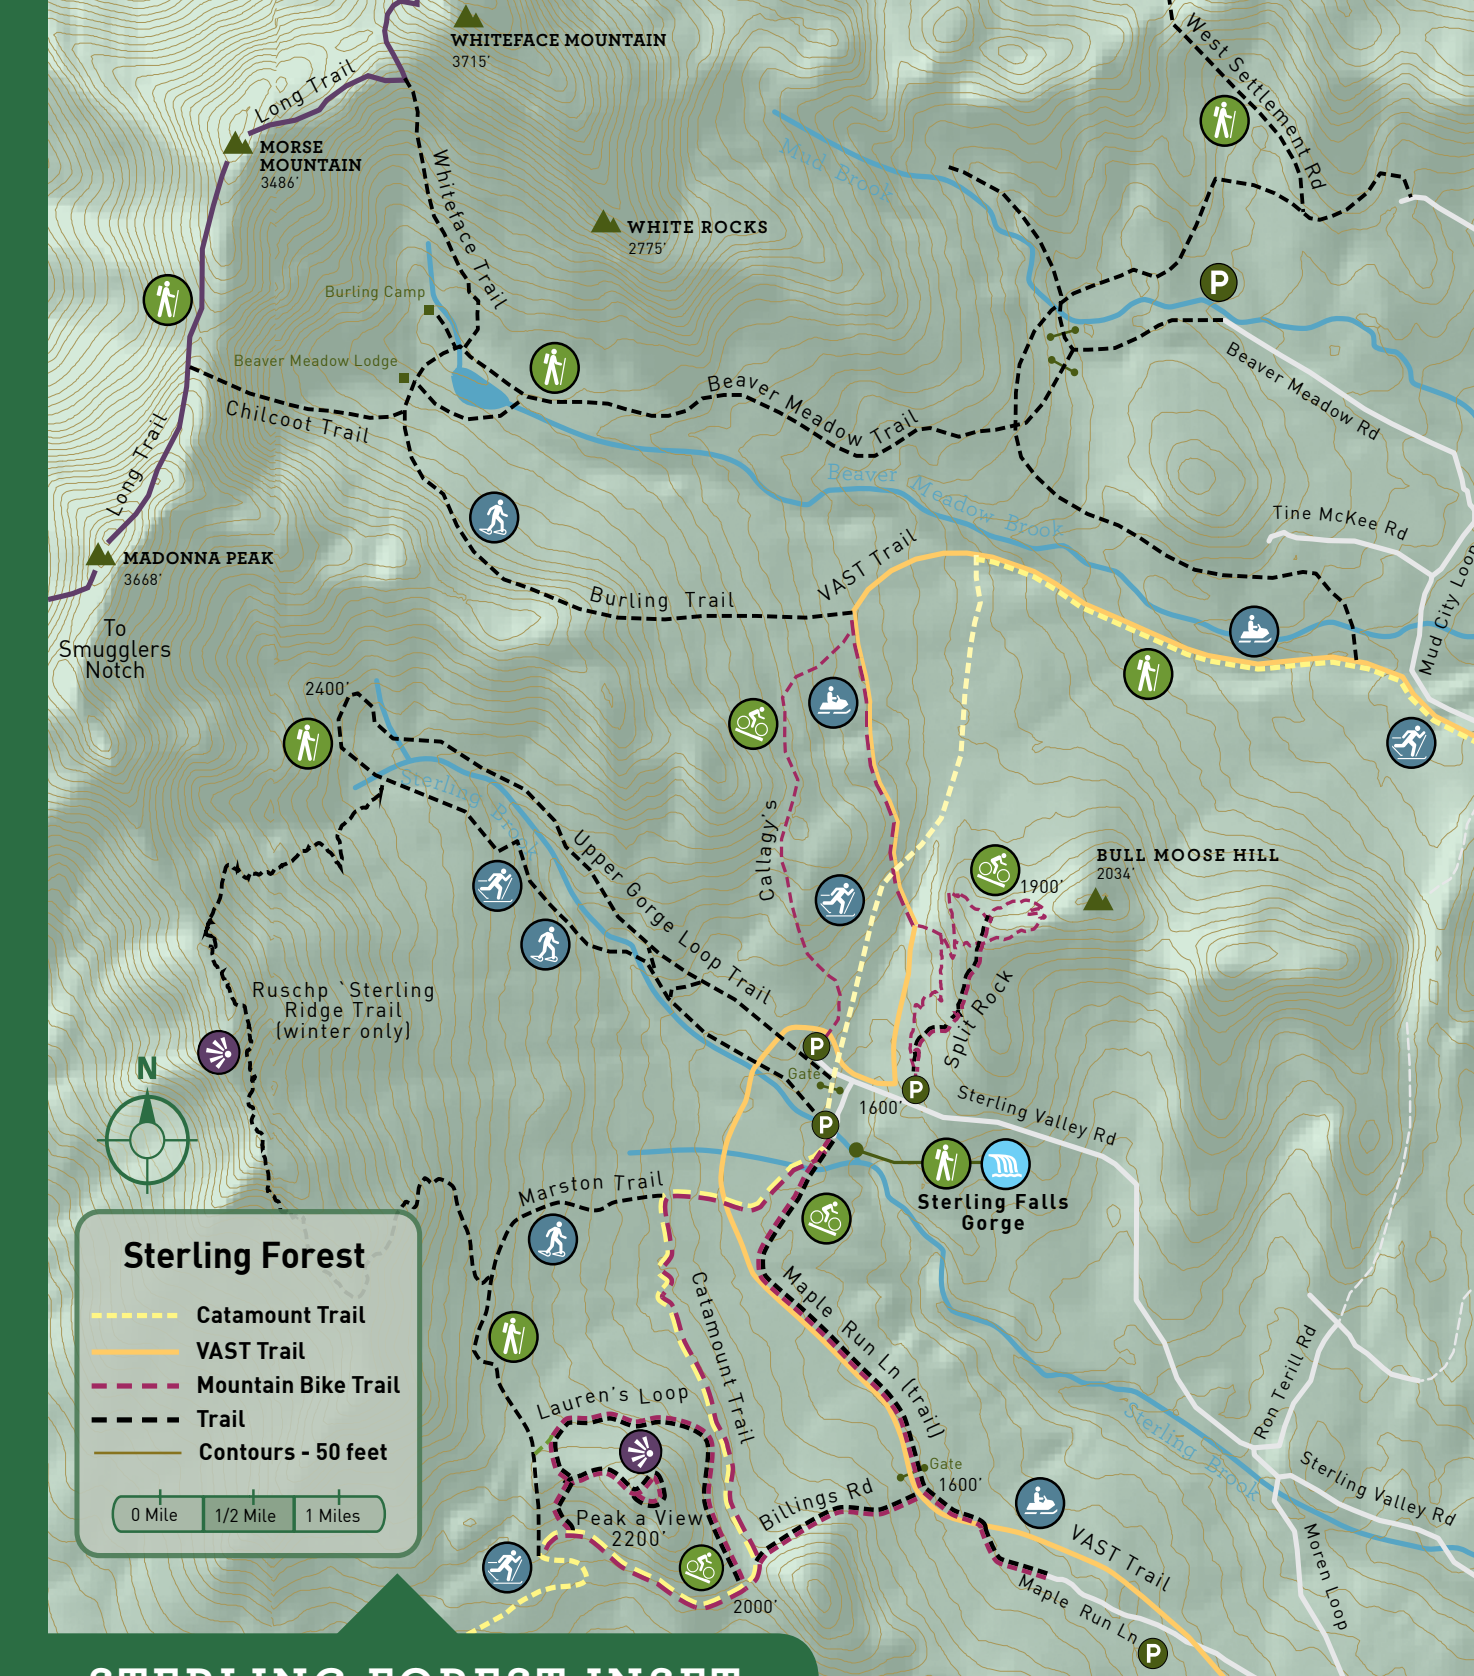 WHITEFACE MOUNTAIN
3715'
West Settlement Rd
Long Trail
MORSE
MOUNTAIN
3486'
Whiteface Trail
Mud Brook
WHITE ROCKS
2775'
P
Burling Camp
Beaver Meadow Lodge
Chilcoot Trail
Beaver Meadow Trail
Beaver Meadow Rd
Long Trail
Beaver Meadow Brook
Tine McKee Rd
MADONNA PEAK
3668'
VAST Trail
Burling Trail
Mud City Loop
To
Smugglers
Notch
2400'
Sterling Brook
Callagy's
Upper Gorge Loop Trail
BULL MOOSE HILL
2034'
1900'
Ruschp `Sterling
Ridge Trail
(winter only)
Split Rock
N
P
Gate
P
1600'
Sterling Valley Rd
P
Marston Trail
Sterling Falls
Gorge
Sterling Forest
Catamount Trail
VAST Trail
Mountain Bike Trail
Trail
Contours - 50 feet
0 Mile
1/2 Mile
1 Miles
Catamount Trail
Maple Run Ln (trail)
Ron Terill Rd
Lauren's Loop
Sterling Brook
Gate
1600'
Billings Rd
Peak a View
2200'
Sterling Valley Rd
VAST Trail
Moren Loop
Maple Run Ln
2000'
P
STERLING FOREST INSET